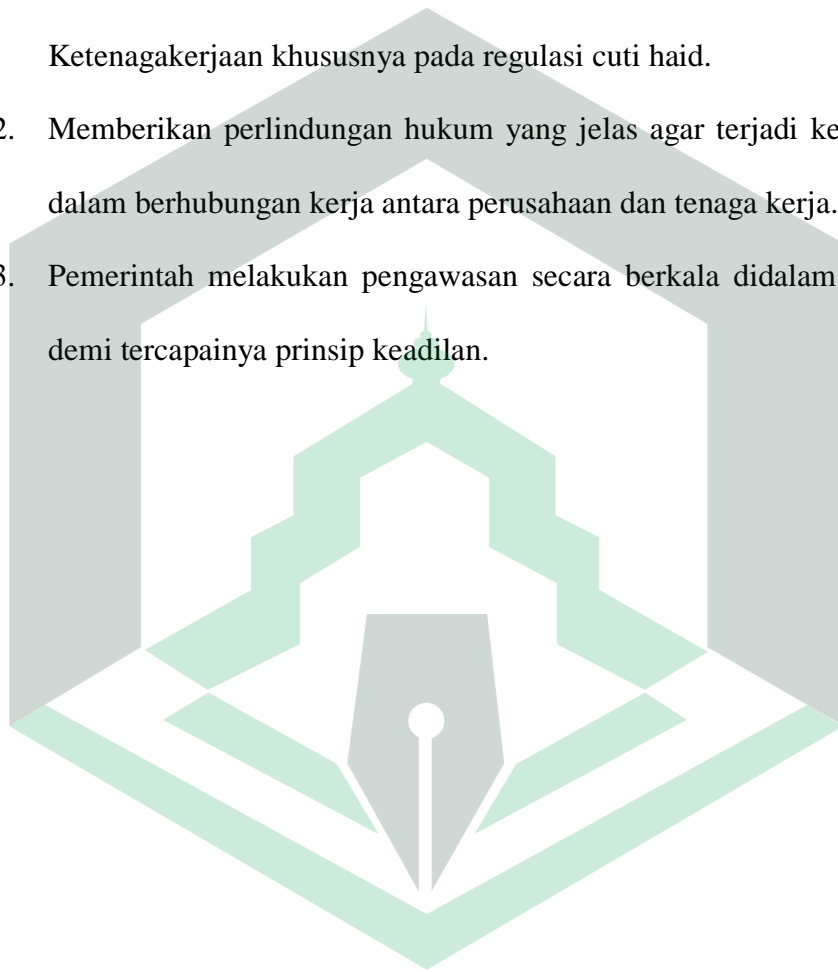 Ketenagakerjaan khususnya pada regulasi cuti haid.
2. Memberikan perlindungan hukum yang jelas agar terjadi
dalam berhubungan kerja antara perusahaan dan tenaga kerja.
3. Pemerintah melakukan pengawasan secara berkala didalam
demi tercapainya prinsip keadilan.